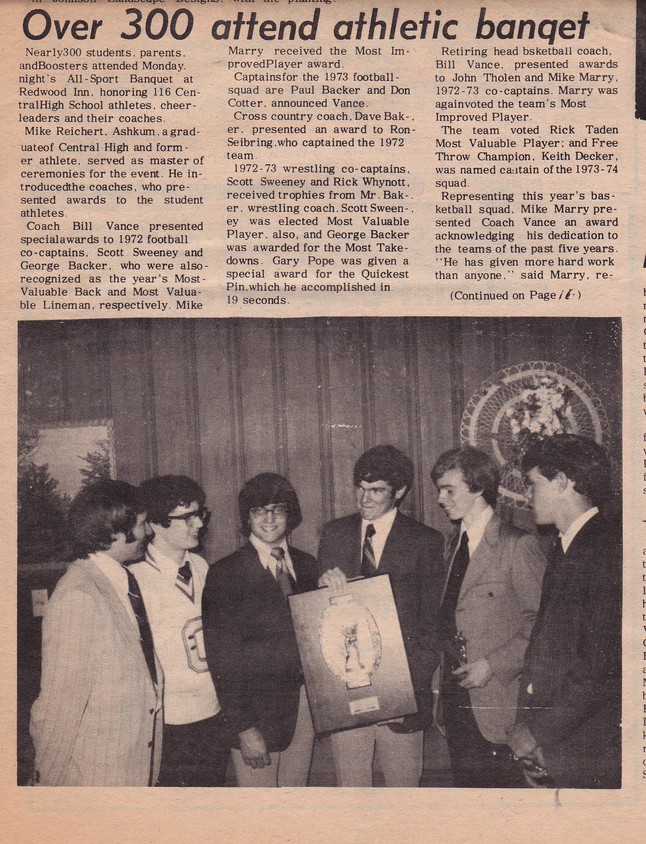 Over 300 attend athletic banqet
Nearly300 students, parents,
andBoosters attended Monday
night's All-Sport Banquet at
Redwood Inn, honoring 116 Cen-
tralHigh School athletes, cheer-
leaders and their coaches.
Mike Reichert, Ashkum, a grad-
uateof Central High and form-
er athlete, served as master of
ceremonies for the event. He in-
troducedthe coaches, who pre-
sented awards to the student
athletes.
Coach Bill Vance presented
specialawards to 1972 football
co-captains, Scott Sweeney and
George Backer, who were also
recognized as the year's Most
Valuable Back and Most Valua-
ble Lineman, respectively. Mike
Marry received the Most Im-
provedPlayer award.
Captainsfor the 1973 football
squad are Paul Backer and Don
Cotter, announced Vance.
Cross country coach, Dave Bak-
er, presented an award to Ron
Seibring,who captained the 1972
team.
1972-73 wrestling co-captains,
Scott Sweeney and Rick Whynott,
received trophies from Mr. Bak-
er, wrestling coach. Scott Sween-
ey was elected Most Valuable
Player, also, and George Backer
was awarded for the Most Take-
downs. Gary Pope was given a
special award for the Quickest
Pin,which he accomplished in
19 seconds.
Retiring head bsketball coach,
Bill Vance, presented awards
to John Tholen and Mike Marry,
1972-73 co-captains. Marry was
againvoted the team's Most
Improved Player.
The team voted Rick Taden
Most Valuable Player; and Free
Throw Champion, Keith Decker,
was named captain of the 1973-74
squad.
Representing this year's bas-
ketball squad, Mike Marry pre-
sented Coach Vance an award
acknowledging his dedication to
the teams of the past five years.
"He has given more hard work
than anyone," said Marry, re-
(Continued on Page 16)